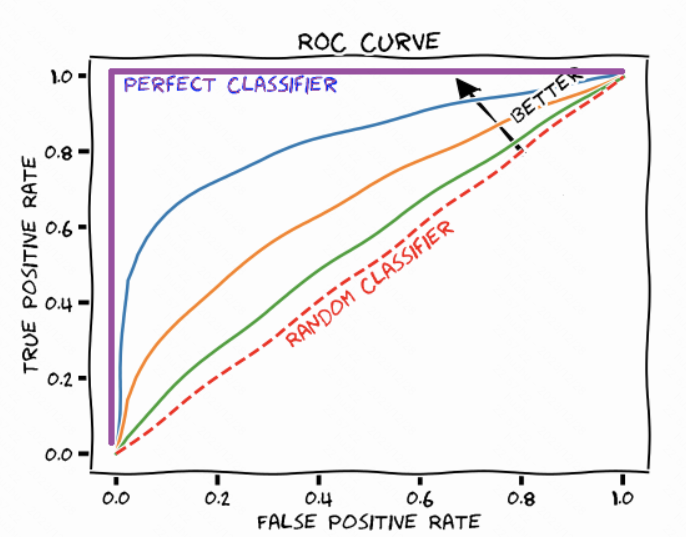 ROC CURVE
PERFECT CLASSIFIER
BETTER
RANDOM CLASSIFIER
TRUE POSITIVE RATE
1.0
0.8
0.6
0.4
0.2
0.0
0.0 0.2 0.4 0.6 0.8 1.0
FALSE POSITIVE RATE